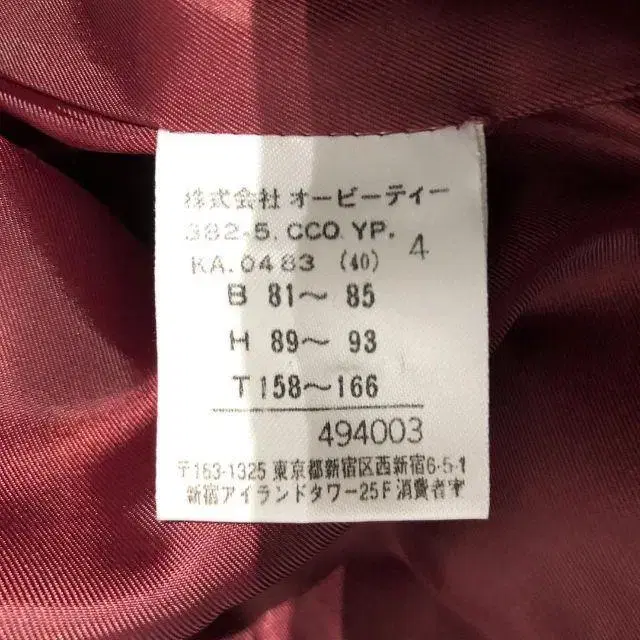 株式会社 オービーティー
382-5.CCO.YP. 4
KA.0483 (40)
B 81～ 85
H 89～ 93
T 158～166
494003
〒163-1325 東京都新宿区西新宿6-5-1
新宿アイランドタワー25F 消費者